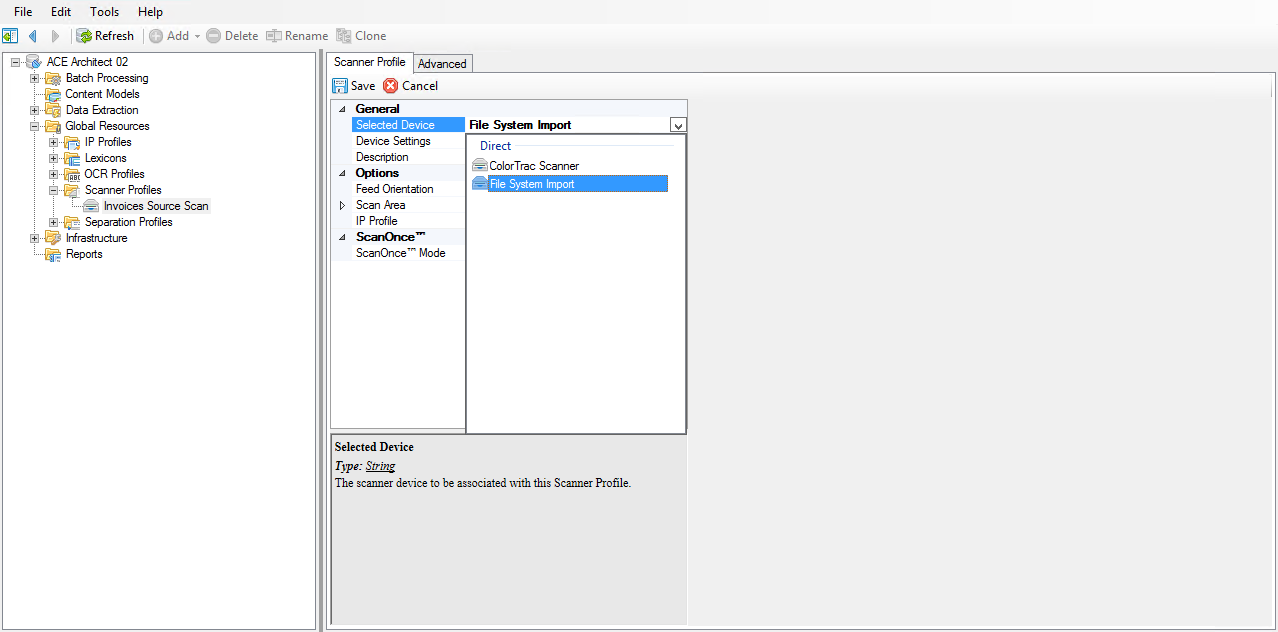 File Edit Tools Help
Refresh Add Delete Rename Clone
ACE Architect 02
Batch Processing
Content Models
Data Extraction
Global Resources
IP Profiles
Lexicons
OCR Profiles
Scanner Profiles
Invoices Source Scan
Separation Profiles
Infrastructure
Reports
Scanner Profile Advanced
Save Cancel
General
Selected Device File System Import
Device Settings
Description
Options
Feed Orientation
Scan Area
IP Profile
ScanOnce™
ScanOnce™ Mode
Direct
ColorTrac Scanner
File System Import
Selected Device
Type: String
The scanner device to be associated with this Scanner Profile.